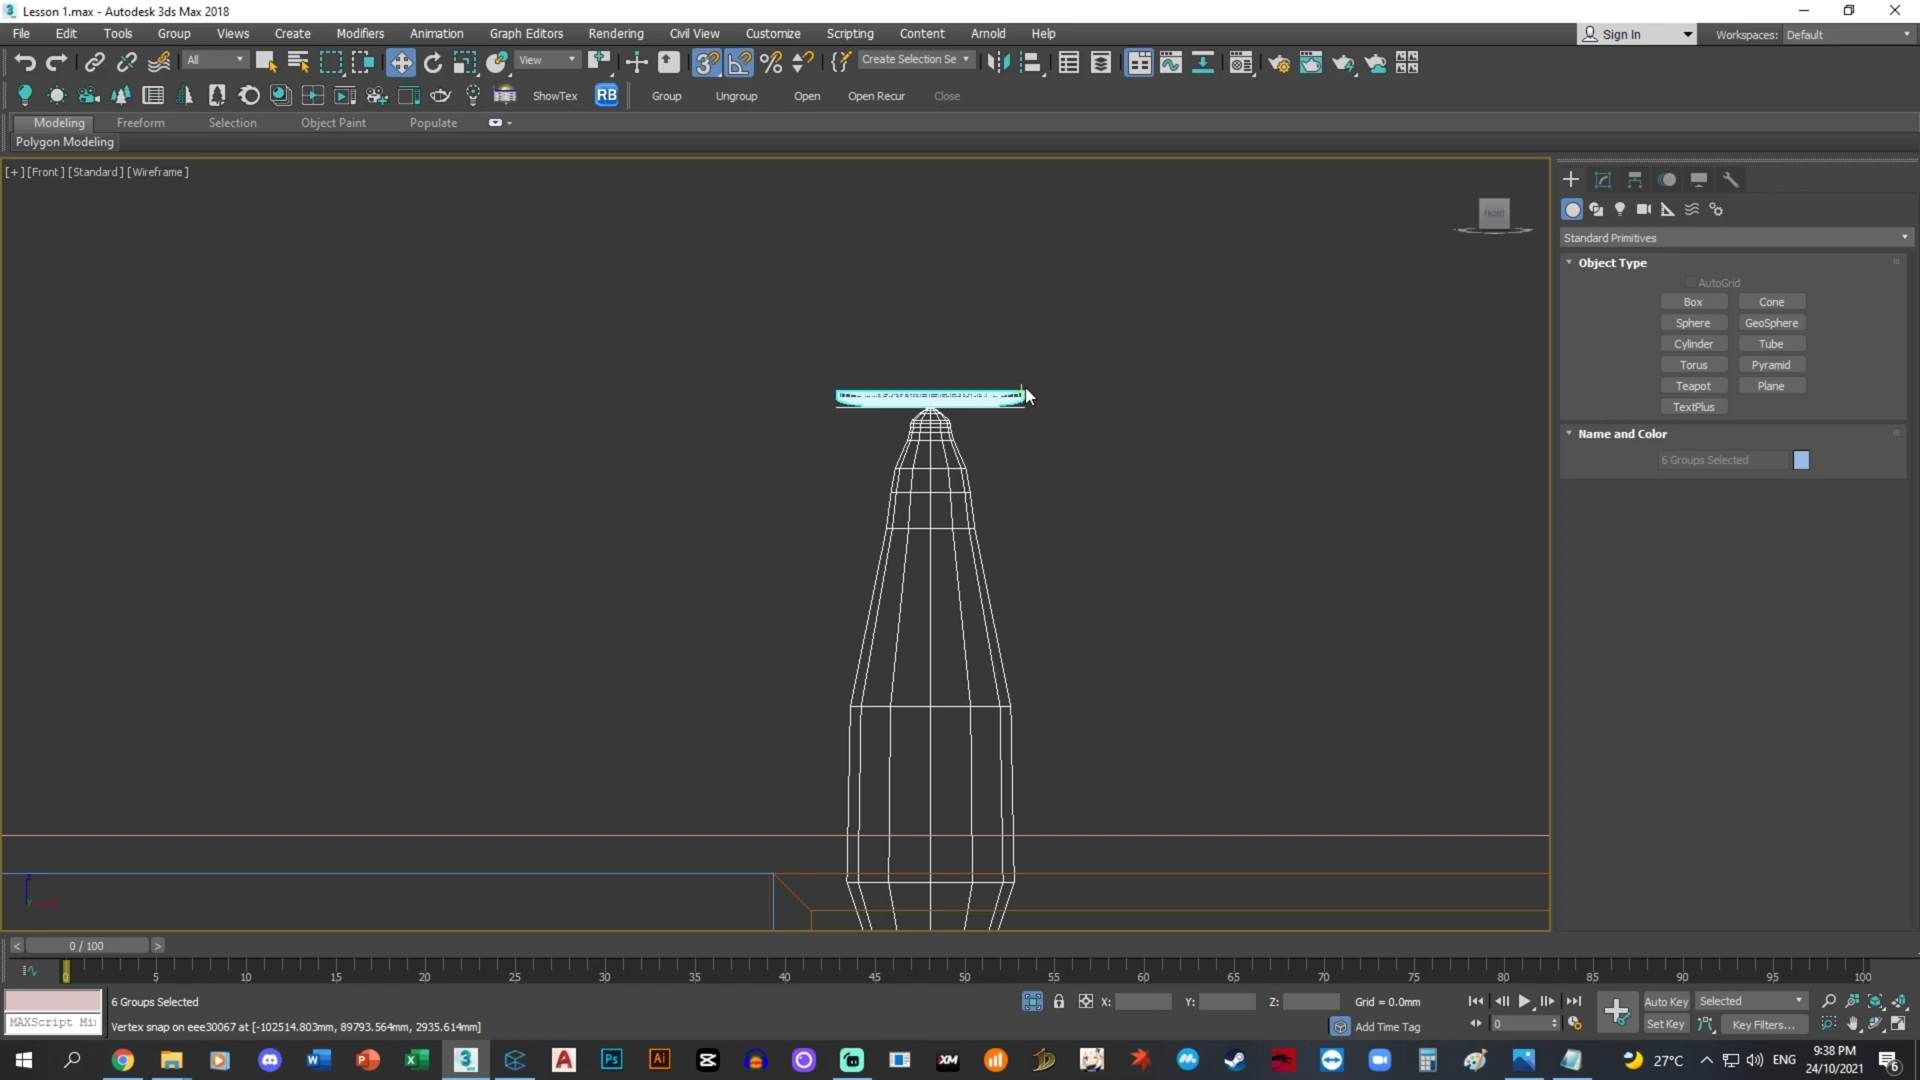 Lesson 1.max - Autodesk 3ds Max 2018
File Edit Tools Group Views Create Modifiers Animation Graph Editors Rendering Civil View Customize Scripting Content Arnold Help
Sign In Workspaces: Default
All View Create Selection Se
ShowTex RB Group Ungroup Open Open Recur Close
Modeling Freeform Selection Object Paint Populate
Polygon Modeling
[+] [Front] [Standard] [Wireframe]
FRONT
Standard Primitives
Object Type
AutoGrid
Box Cone
Sphere GeoSphere
Cylinder Tube
Torus Pyramid
Teapot Plane
TextPlus
Name and Color
6 Groups Selected
0 / 100
0 5 10 15 20 25 30 35 40 45 50 55 60 65 70 75 80 85 90 95 100
6 Groups Selected X: Y: Z: Grid = 0.0mm Auto Key Selected
MAXScript Mi Vertex snap on eee30067 at [-102514.803mm, 89793.564mm, 2935.614mm] Add Time Tag 0 Set Key Key Filters...
27°C ENG 9:38 PM
24/10/2021 6